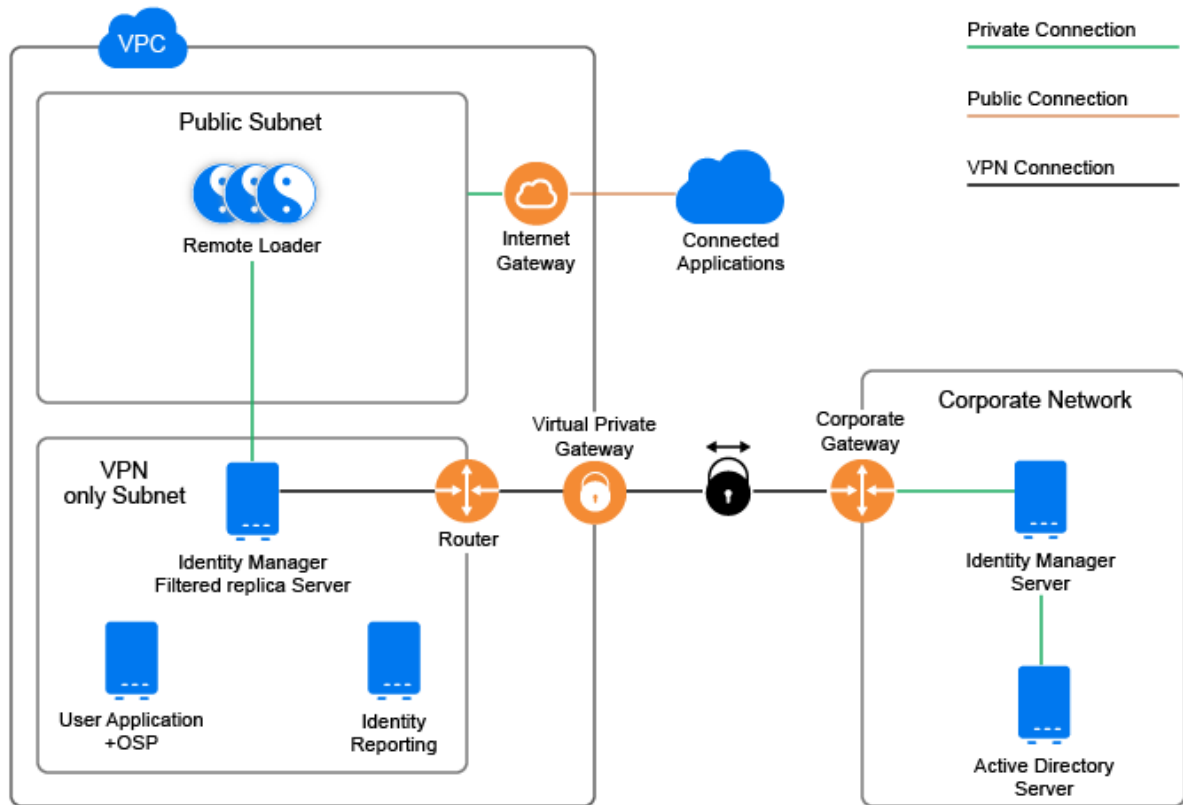 VPC
Private Connection
Public Connection
VPN Connection
Public Subnet
Remote Loader
Internet
Gateway
Connected
Applications
VPN
only Subnet
Identity Manager
Filtered replica Server
Router
Virtual Private
Gateway
Corporate
Gateway
Corporate Network
Identity Manager
Server
User Application
+OSP
Identity
Reporting
Active Directory
Server